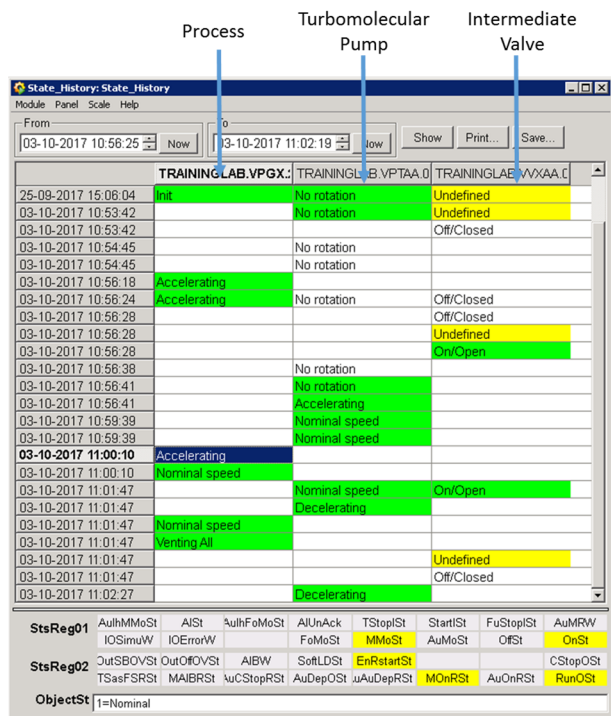 Process
Turbomolecular Pump
Intermediate Valve
State_History: State_History
Module Panel Scale Help
From To
03-10-2017 10:56:25 Now 03-10-2017 11:02:19 Now Show Print... Save...
TRAININGLAB.VPGX. TRAININGLAB.VPTAA.0 TRAININGLAB.VVXAA.0
25-09-2017 15:06:04 Init No rotation Undefined
03-10-2017 10:53:42 No rotation Undefined
03-10-2017 10:53:42 Off/Closed
03-10-2017 10:54:45 No rotation
03-10-2017 10:54:45 No rotation
03-10-2017 10:56:18 Accelerating
03-10-2017 10:56:24 Accelerating No rotation Off/Closed
03-10-2017 10:56:28 Off/Closed
03-10-2017 10:56:28 Undefined
03-10-2017 10:56:28 On/Open
03-10-2017 10:56:38 No rotation
03-10-2017 10:56:41 No rotation
03-10-2017 10:56:41 Accelerating
03-10-2017 10:59:39 Nominal speed
03-10-2017 10:59:39 Nominal speed
03-10-2017 11:00:10 Accelerating
03-10-2017 11:00:10 Nominal speed
03-10-2017 11:01:47 Nominal speed On/Open
03-10-2017 11:01:47 Decelerating
03-10-2017 11:01:47 Nominal speed
03-10-2017 11:01:47 Venting All
03-10-2017 11:01:47 Undefined
03-10-2017 11:01:47 Off/Closed
03-10-2017 11:02:27 Decelerating
StsReg01 AuIhMMoSt AlSt AuIhFoMoSt AlUnAck TStopISt StartISt FuStopISt AuMRW
IOSimuW IOErrorW FoMoSt MMoSt AuMoSt OffSt OnSt
StsReg02 OutSBOVSt OutOffOVSt AlBW SoftLDSt EnRstartSt CStopOSt
TSasFSRSt MAlBRSt AuCStopRSt AuDepOSt AuAuDepRSt MOnRSt AuOnRSt RunOSt
ObjectSt 1=Nominal